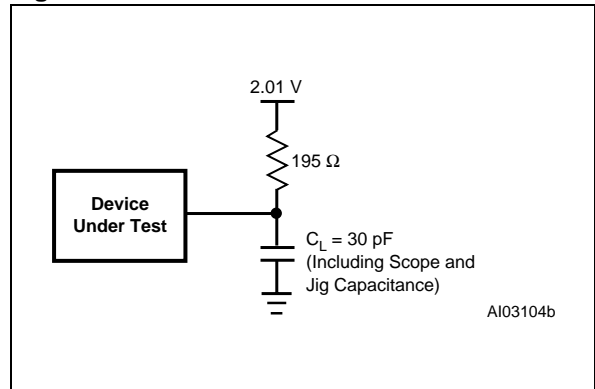 2.01 V
195 Ω
Device
Under Test
C_L = 30 pF
(Including Scope and
Jig Capacitance)
AI03104b